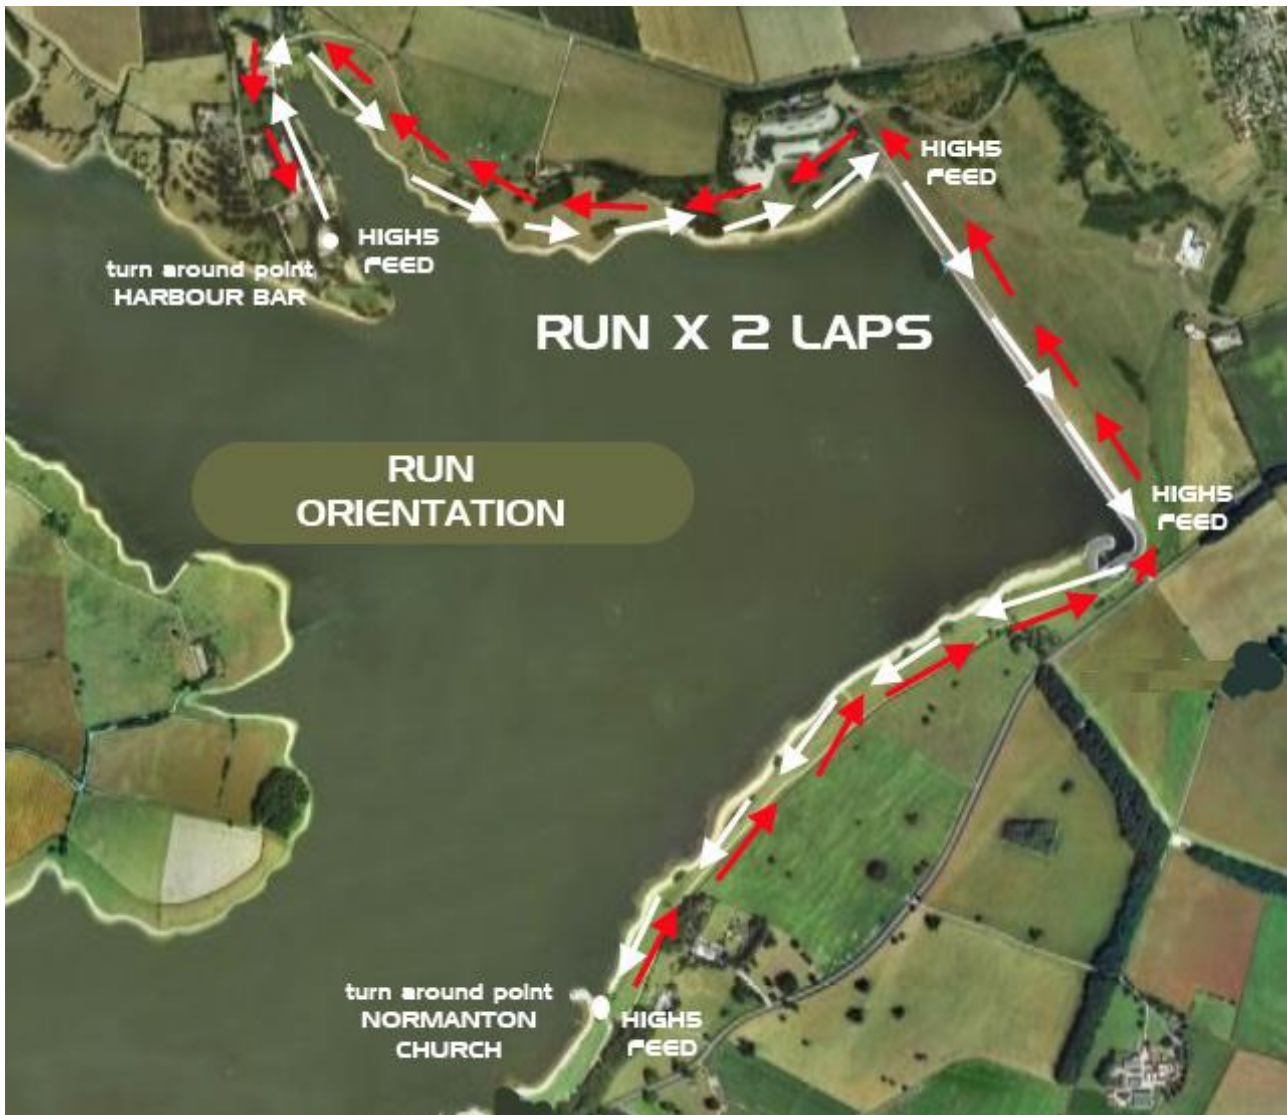 HIGH5
FEED
HIGH5
FEED
turn around point
HARBOUR BAR
RUN X 2 LAPS
RUN
ORIENTATION
HIGH5
FEED
turn around point
NORMANTON
CHURCH
HIGH5
FEED